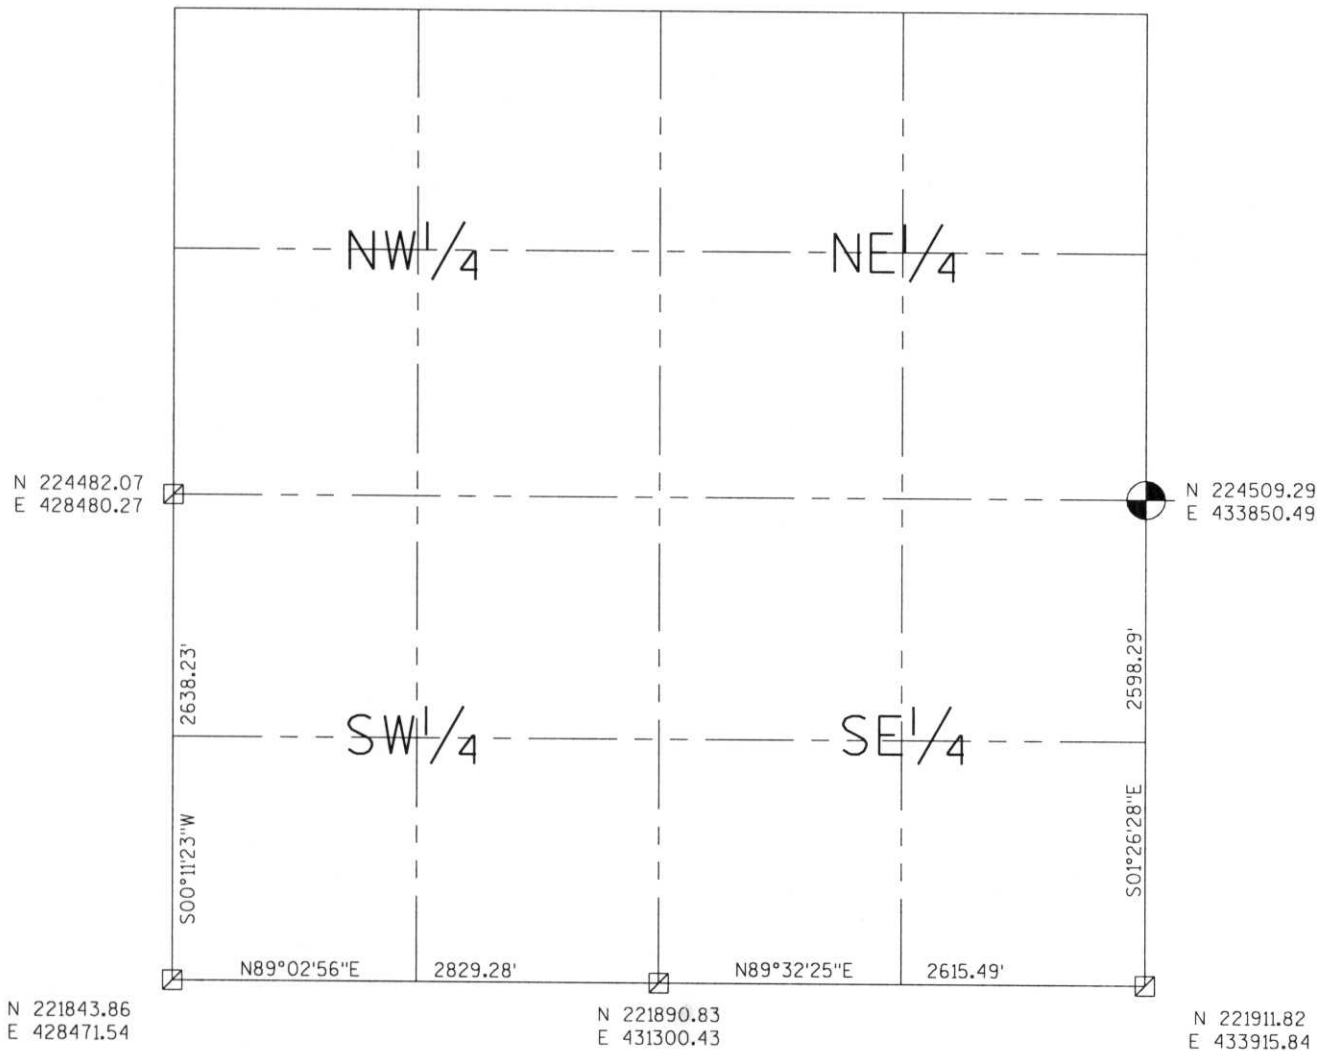 NW1/4
NE1/4
N 224482.07
E 428480.27
N 224509.29
E 433850.49
2638.23'
2598.29'
SW1/4
SE1/4
S00°11'23"W
S01°26'28"E
N89°02'56"E
2829.28'
N89°32'25"E
2615.49'
N 221843.86
E 428471.54
N 221890.83
E 431300.43
N 221911.82
E 433915.84